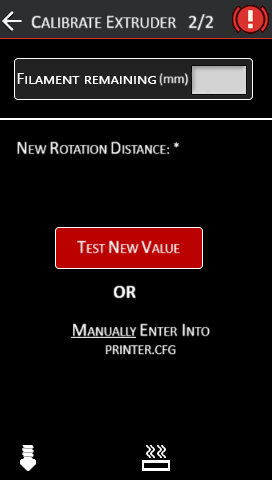 Calibrate Extruder 2/2
Filament remaining (mm)
New Rotation Distance: *
Test New Value
OR
Manually Enter Into
printer.cfg